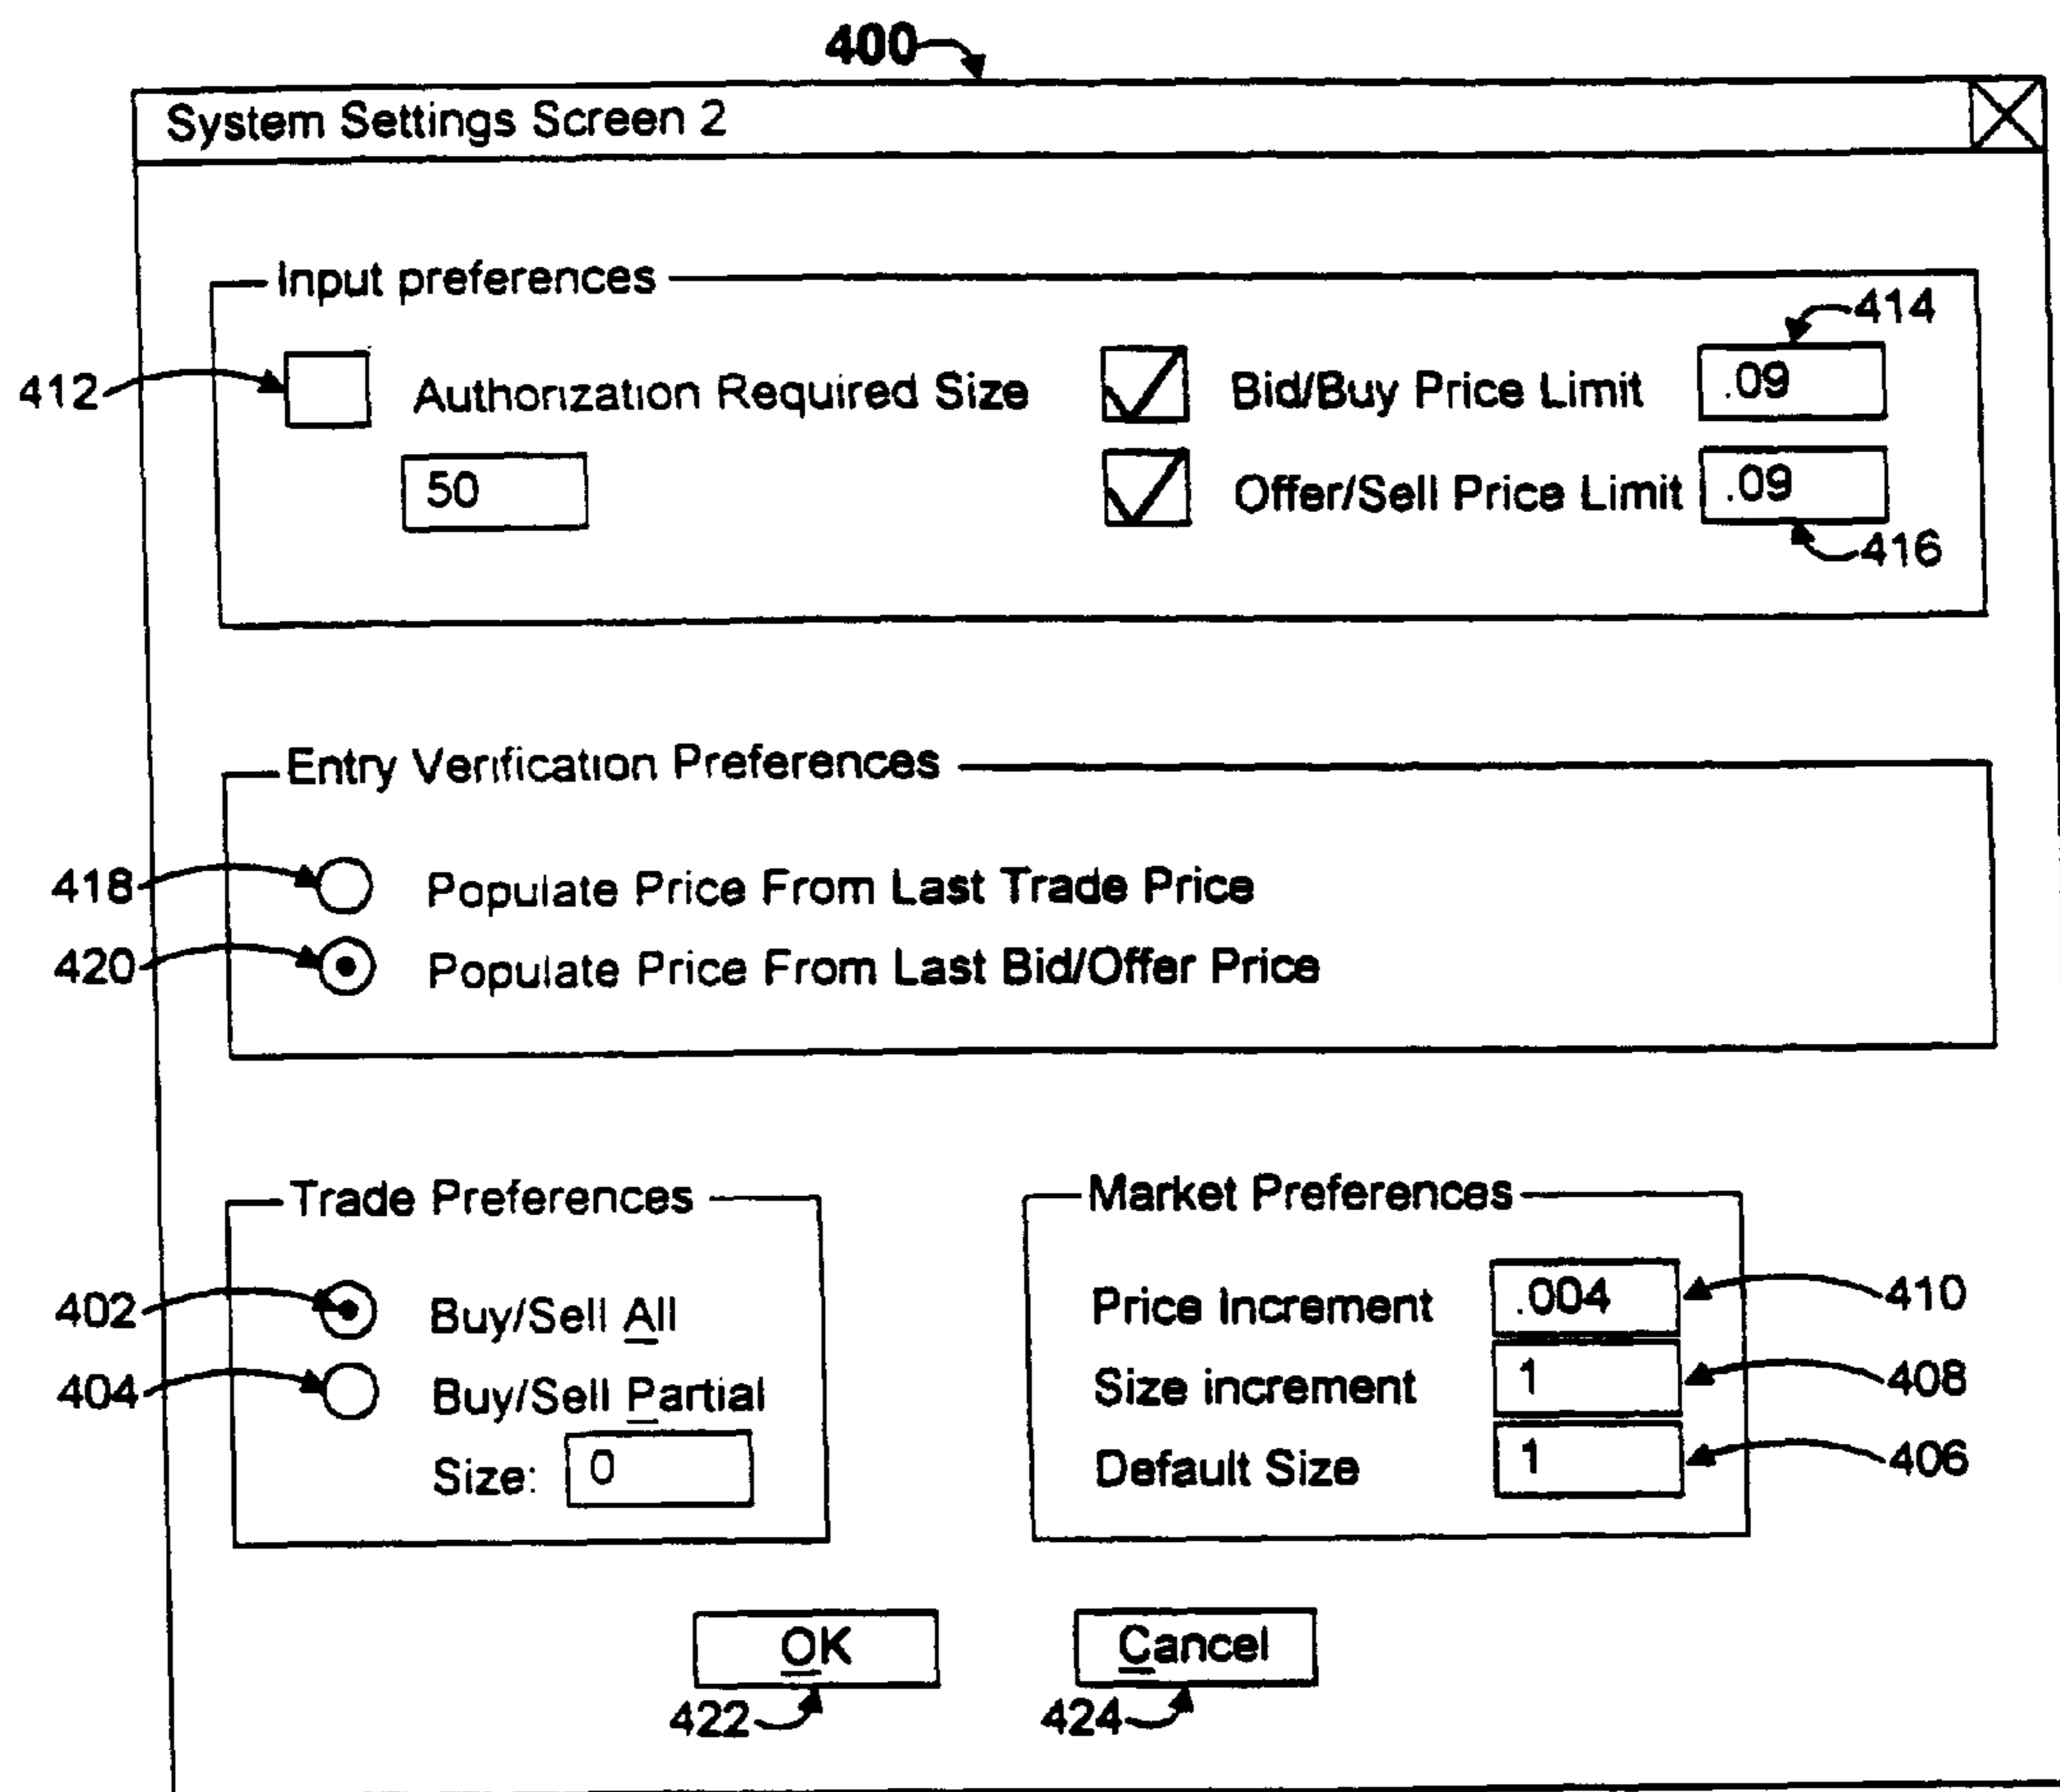 400
System Settings Screen 2
Input preferences
414
412 Authorization Required Size Bid/Buy Price Limit .09
50 Offer/Sell Price Limit .09
416
Entry Verification Preferences
418 Populate Price From Last Trade Price
420 Populate Price From Last Bid/Offer Price
Trade Preferences Market Preferences
402 Buy/Sell All Price Increment .004 410
404 Buy/Sell Partial Size increment 1 408
Size: 0 Default Size 1 406
OK Cancel
422 424